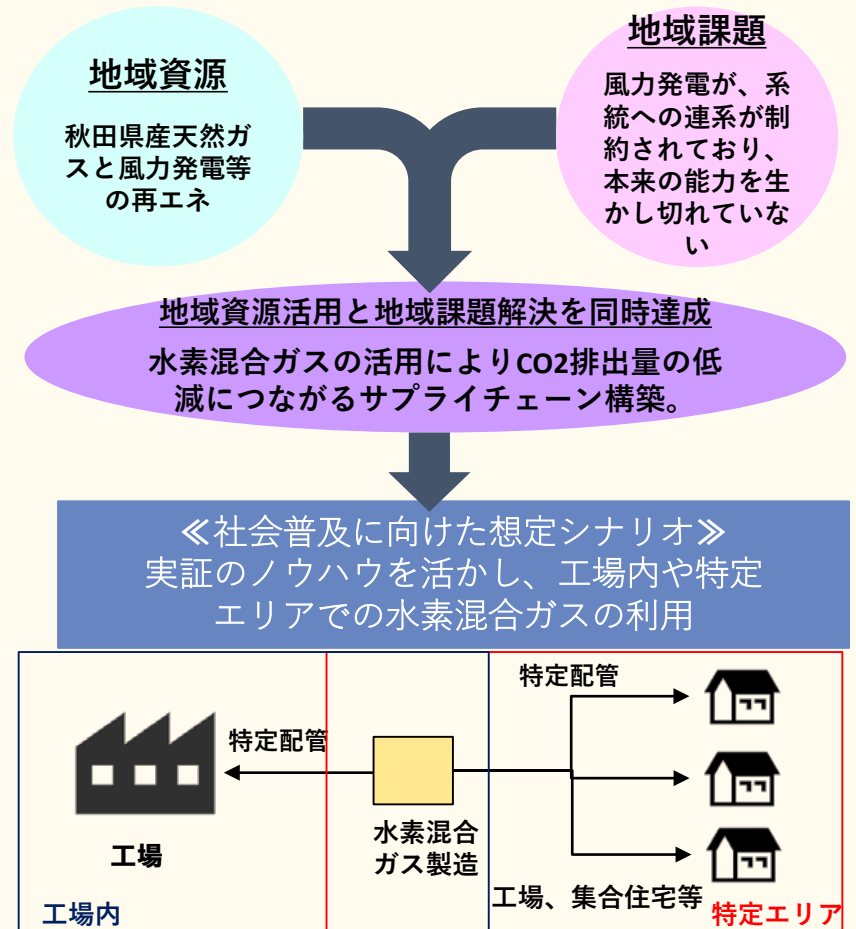 地域資源
秋田県産天然ガ
スと風力発電等
の再エネ
地域課題
風力発電が、系
統への連系が制
約されており、
本来の能力を生
かし切れていな
い
地域資源活用と地域課題解決を同時達成
水素混合ガスの活用によりCO2排出量の低
減につながるサプライチェーン構築。
≪社会普及に向けた想定シナリオ≫
実証のノウハウを活かし、工場内や特定
エリアでの水素混合ガスの利用
特定配管
特定配管
工場
水素混合
ガス製造
工場、集合住宅等
工場内
特定エリア